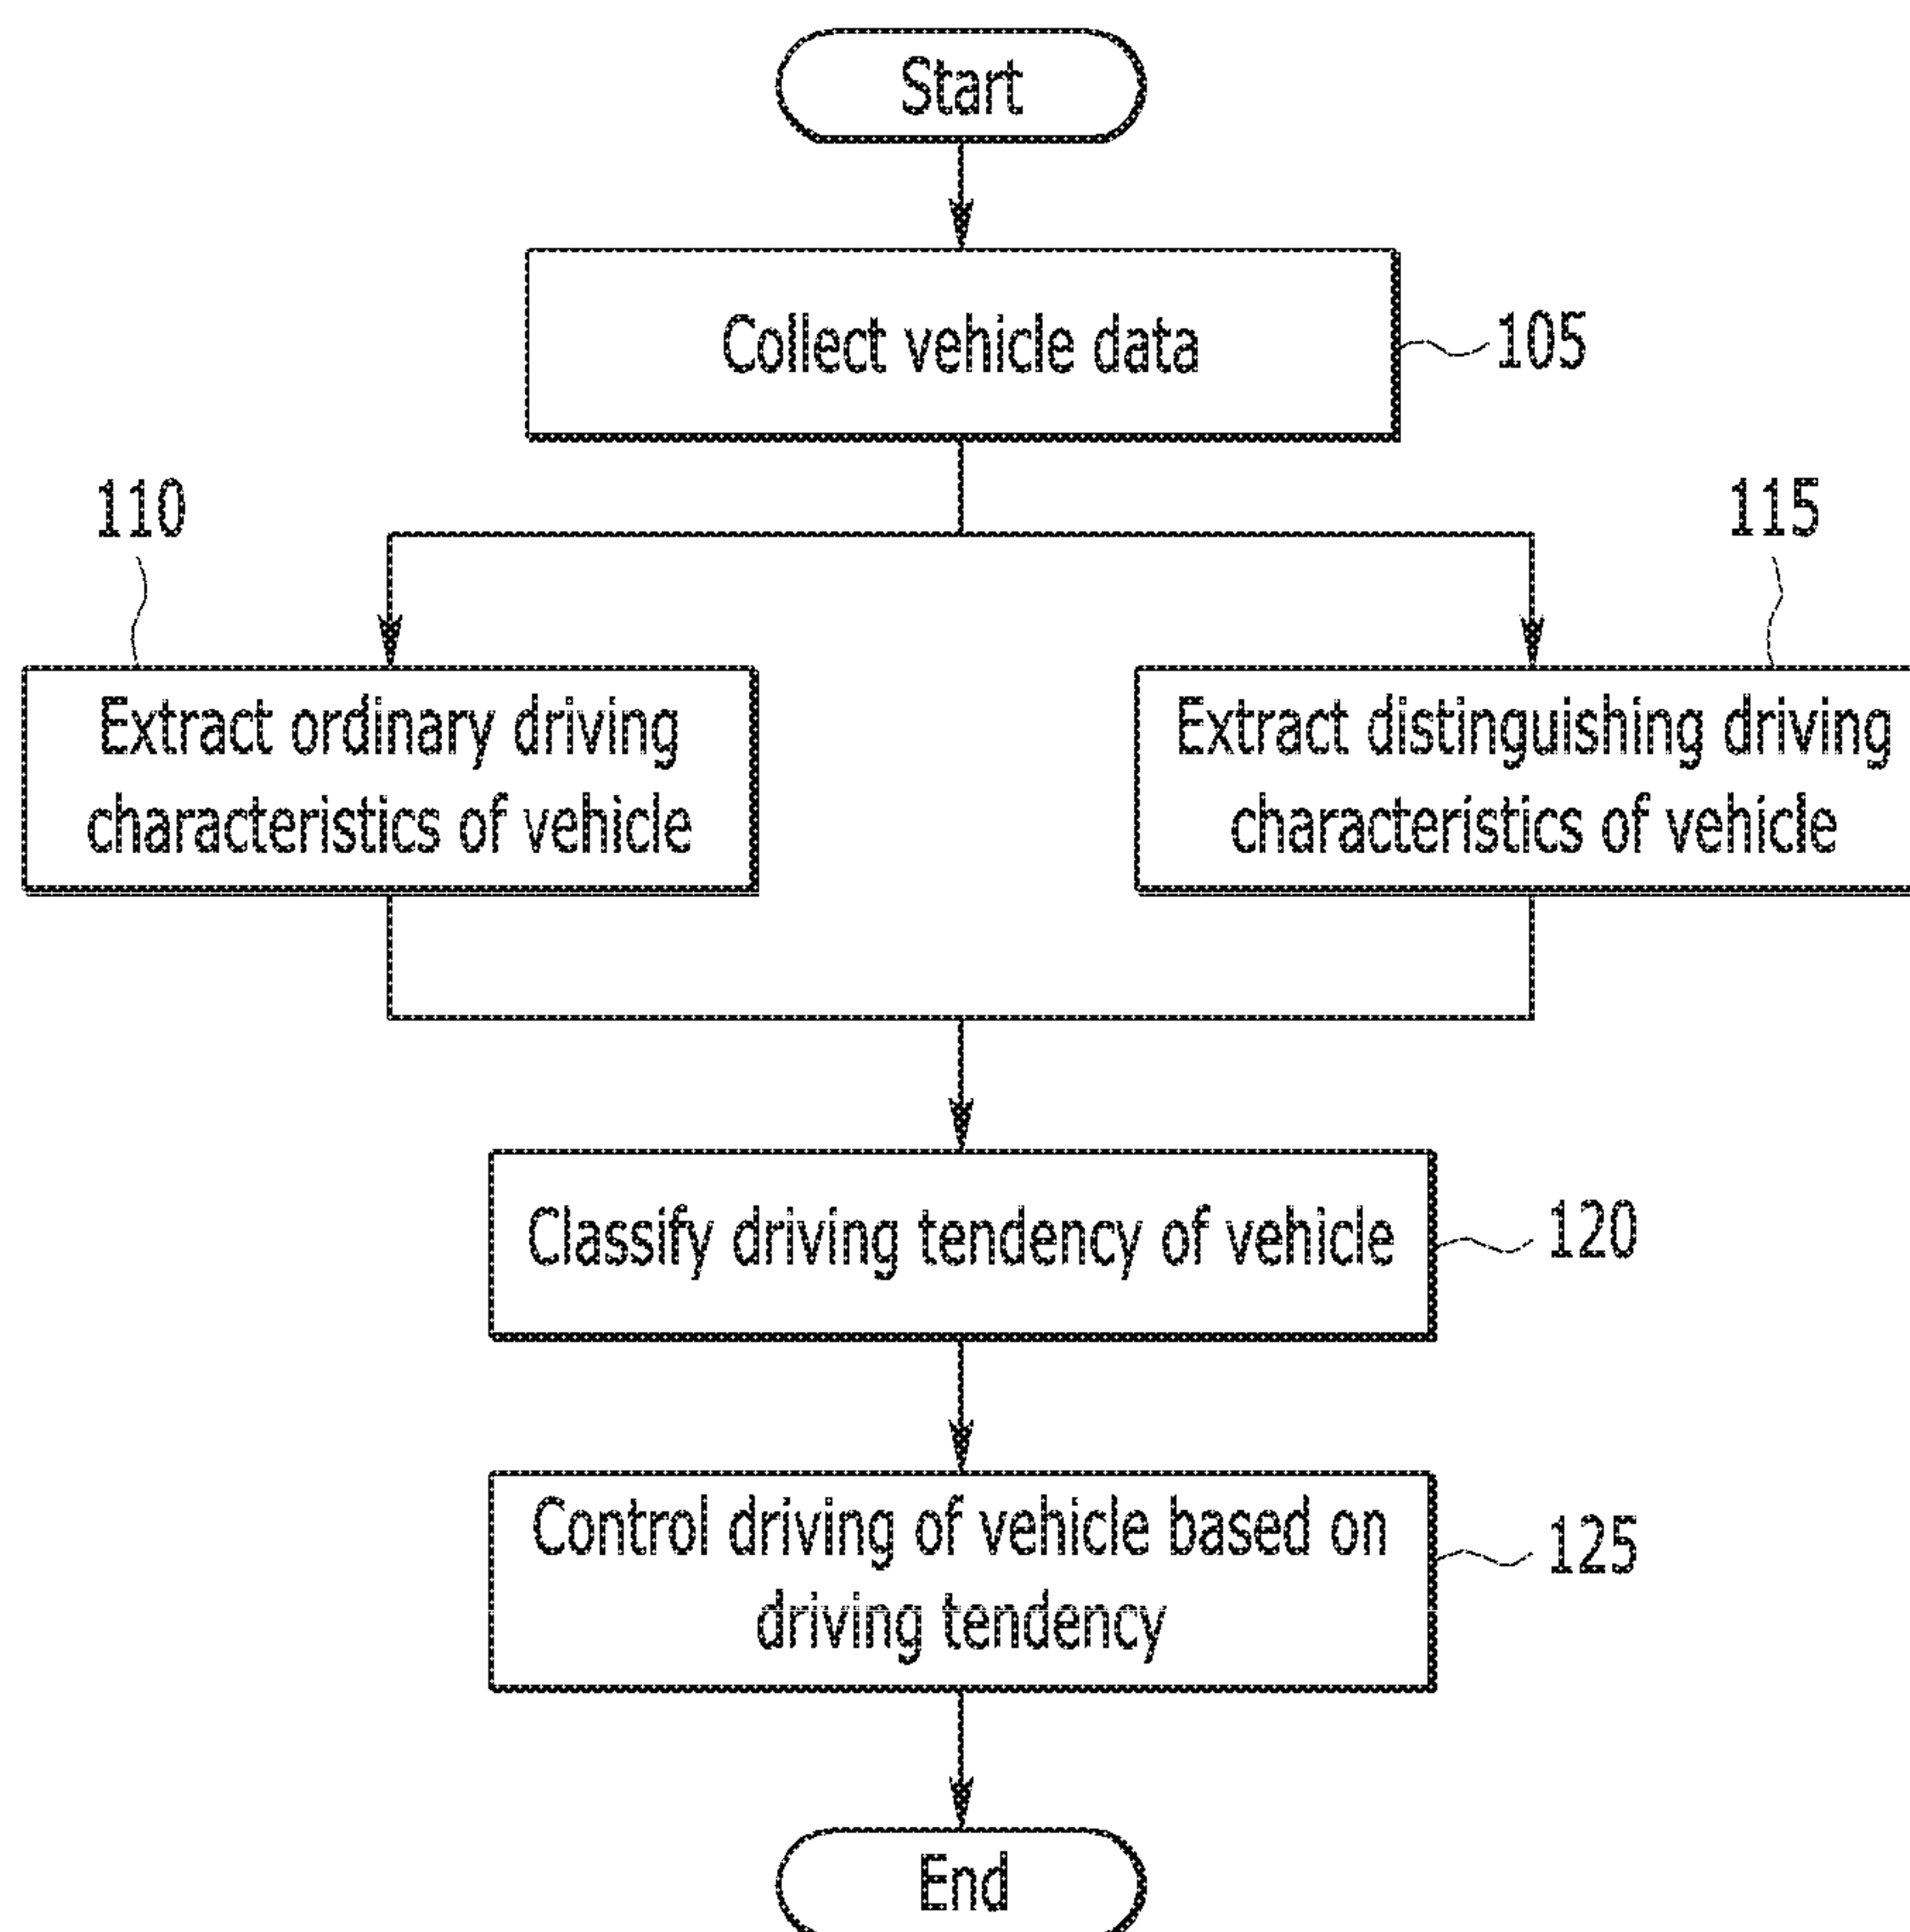 Start
Collect vehicle data
105
110
115
Extract ordinary driving
characteristics of vehicle
Extract distinguishing driving
characteristics of vehicle
Classify driving tendency of vehicle
120
Control driving of vehicle based on
driving tendency
125
End